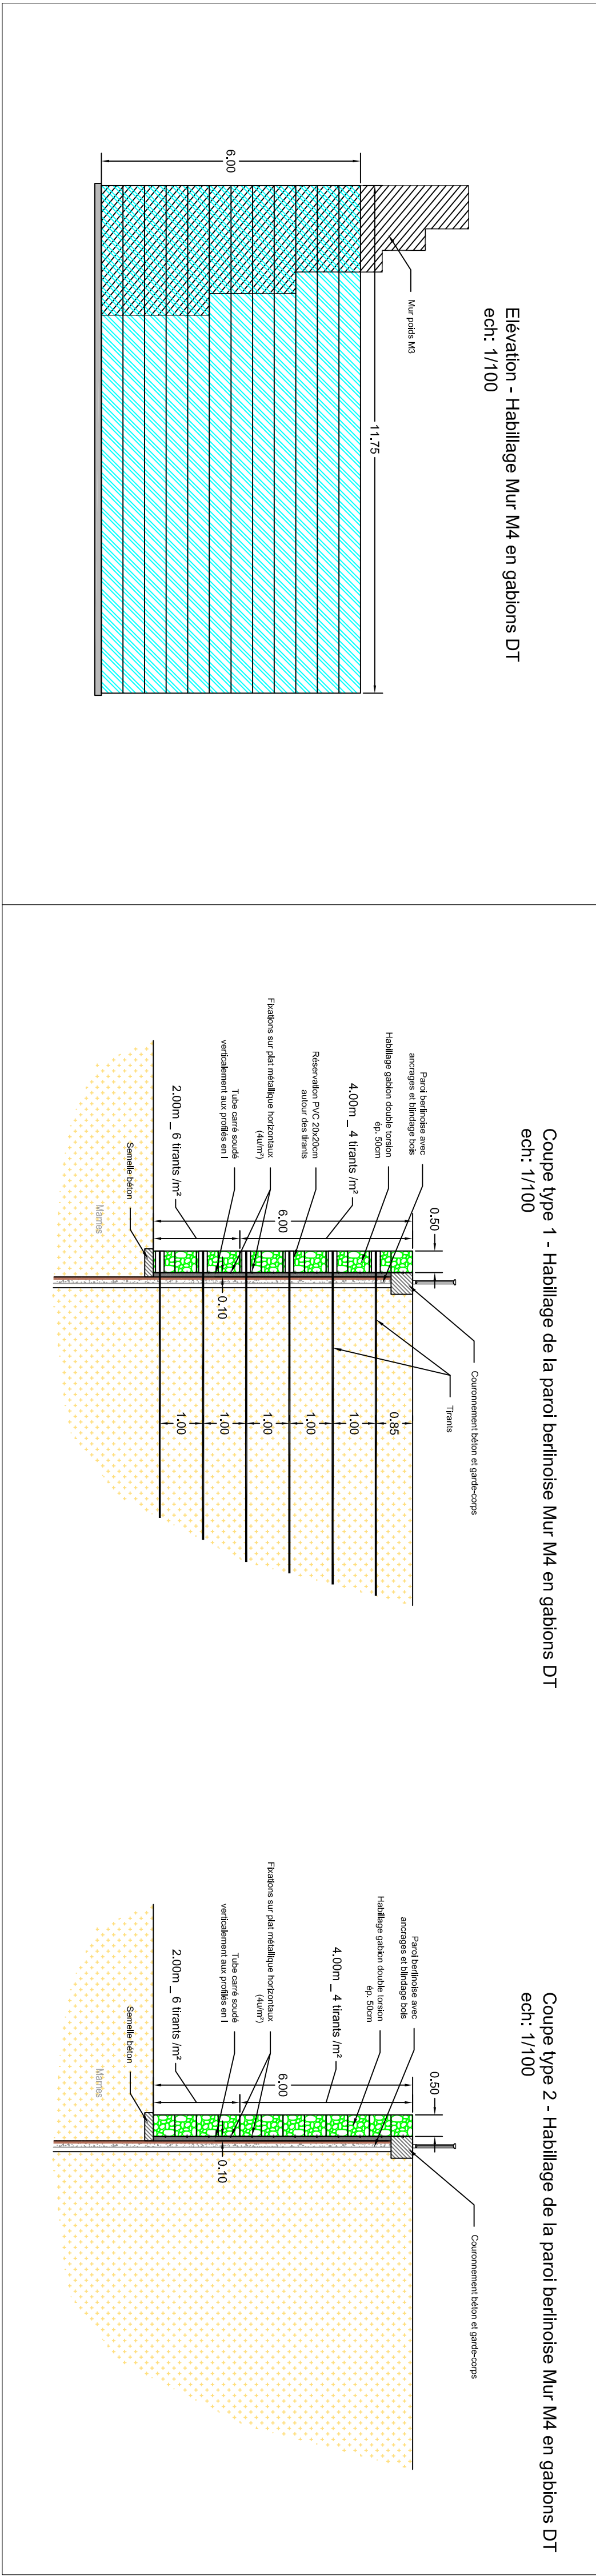 Elévation - Habillage Mur M4 en gabions DT
ech: 1/100
Mur poids M3
6.00
11.75
Coupe type 1 - Habillage de la paroi berlinoise Mur M4 en gabions DT
ech: 1/100
Couronnement béton et garde-corps
Tirants
0.50
Paroi berlinoise avec
ancrages et blindage bois
Habillage gabion double torsion
ép. 50cm
4.00m _ 4 tirants /m²
Réservation PVC 20x20cm
autour des tirants
Fixations sur plat métallique horizontaux
(4u/m²)
Tube carré soudé
verticalement aux profilés en I
2.00m _ 6 tirants /m²
Semelle béton
Marnes
6.00
0.10
0.85
1.00
1.00
1.00
1.00
1.00
Coupe type 2 - Habillage de la paroi berlinoise Mur M4 en gabions DT
ech: 1/100
Couronnement béton et garde-corps
0.50
Paroi berlinoise avec
ancrages et blindage bois
Habillage gabion double torsion
ép. 50cm
4.00m _ 4 tirants /m²
Fixations sur plat métallique horizontaux
(4u/m²)
Tube carré soudé
verticalement aux profilés en I
2.00m _ 6 tirants /m²
Semelle béton
Marnes
6.00
0.10